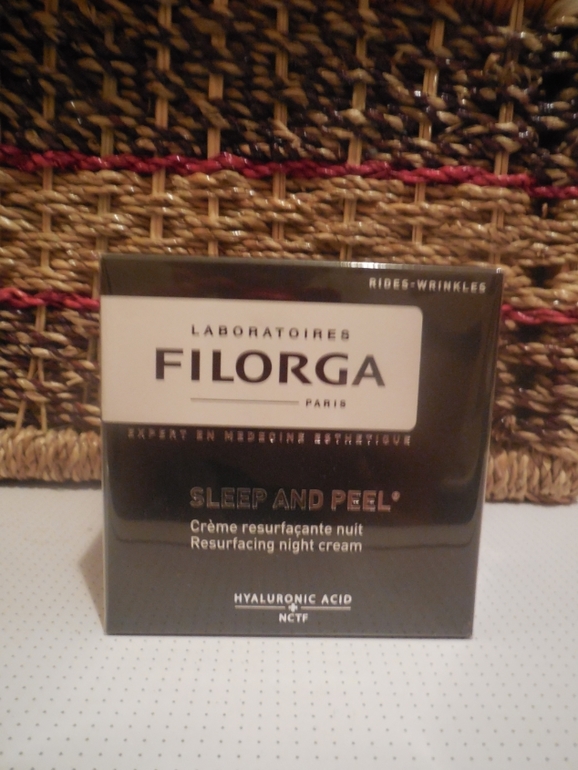 RIDES-WRINKLES
LABORATOIRES
FILORGA
PARIS
EXPERT EN MEDECINE ESTHETIQUE
SLEEP AND PEEL®
Crème resurfaçante nuit
Resurfacing night cream
HYALURONIC ACID
+
NCTF